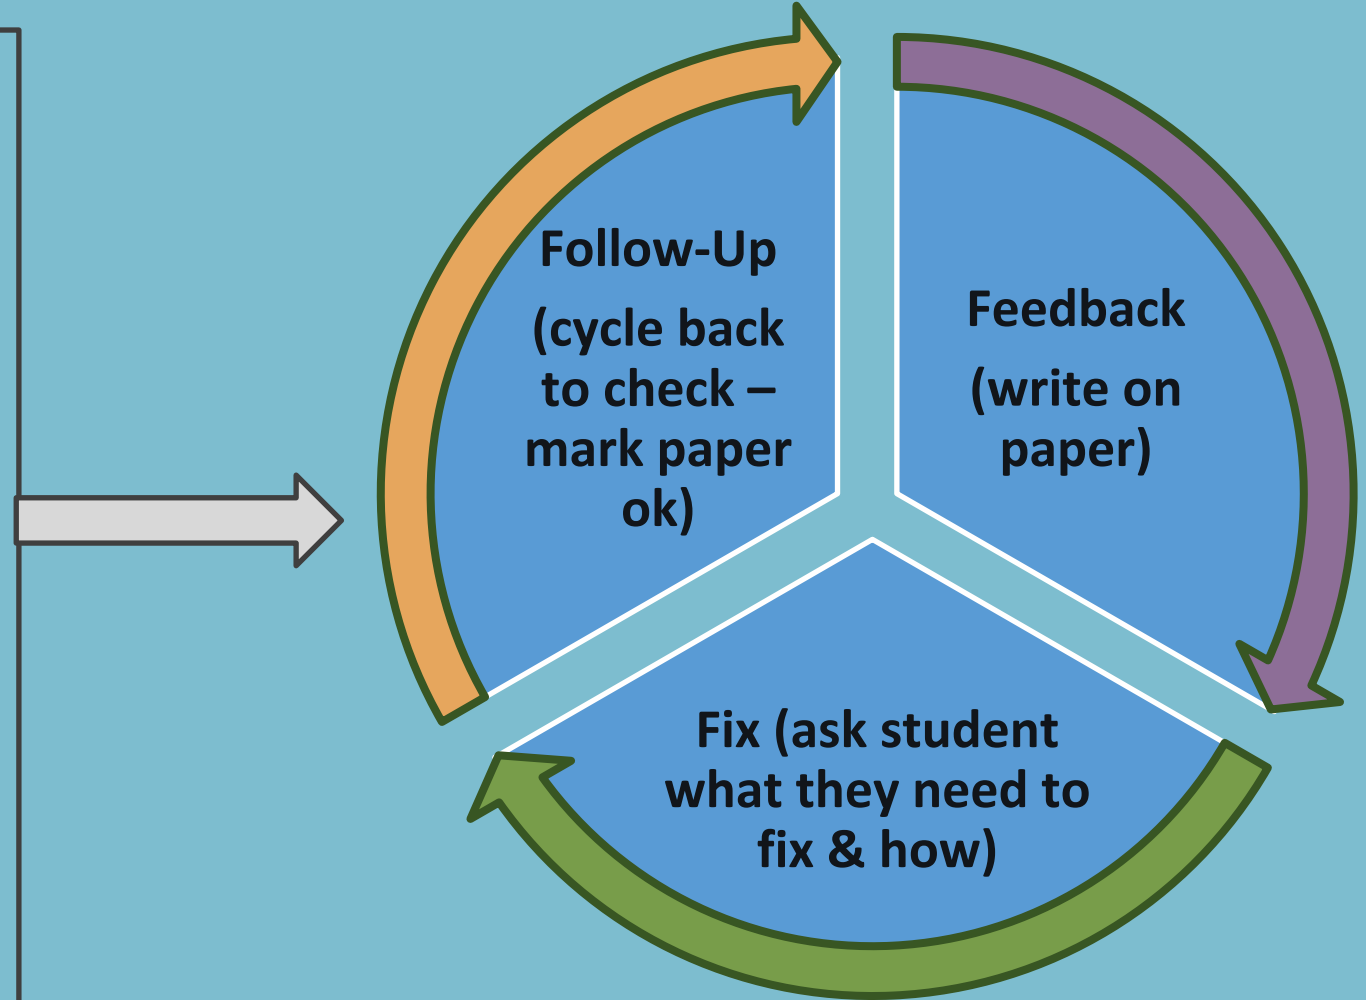 Follow-Up
(cycle back
to check –
mark paper
ok)
Feedback
(write on
paper)
Fix (ask student
what they need to
fix & how)